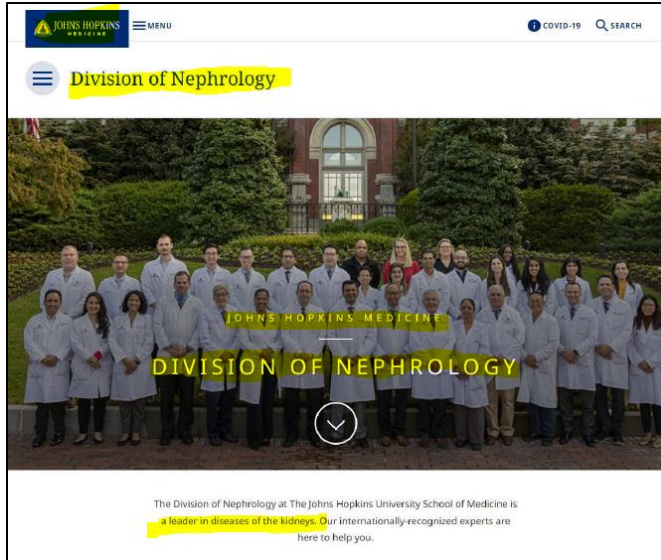 JOHNS HOPKINS
MEDICINE
MENU
COVID-19
SEARCH
Division of Nephrology
JOHNS HOPKINS MEDICINE
DIVISION OF NEPHROLOGY
The Division of Nephrology at The Johns Hopkins University School of Medicine is
a leader in diseases of the kidneys. Our internationally-recognized experts are
here to help you.